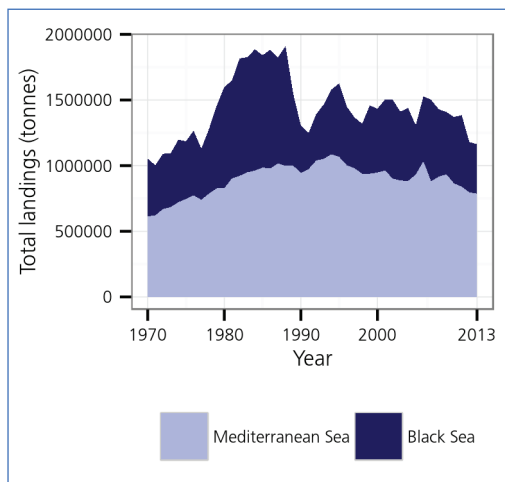 Total landings (tonnes)
2000000
1500000
1000000
500000
0
1970
1980
1990
2000
2013
Year
Mediterranean Sea
Black Sea